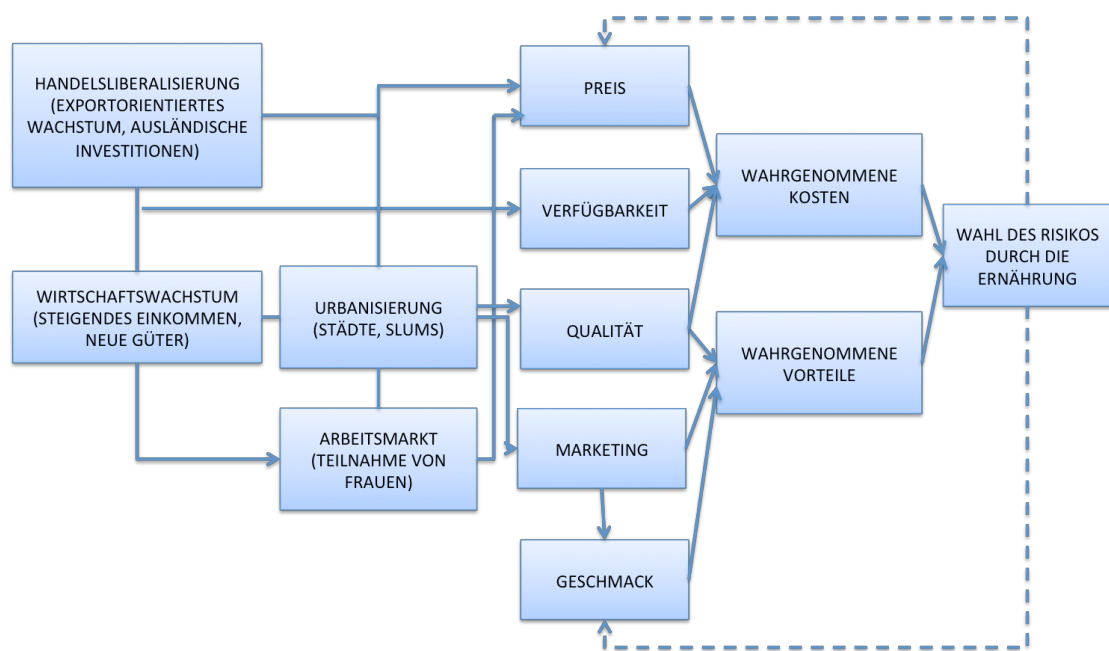 HANDELSLIBERALISIERUNG
(EXPORTORIENTIERTES
WACHSTUM, AUSLÄNDISCHE
INVESTITIONEN)
WIRTSCHAFTSWACHSTUM
(STEIGENDES EINKOMMEN,
NEUE GÜTER)
URBANISIERUNG
(STÄDTE, SLUMS)
ARBEITSMARKT
(TEILNAHME VON
FRAUEN)
PREIS
VERFÜGBARKEIT
QUALITÄT
MARKETING
GESCHMACK
WAHRGENOMMENE
KOSTEN
WAHRGENOMMENE
VORTEILE
WAHL DES RISIKOS
DURCH DIE
ERNÄHRUNG